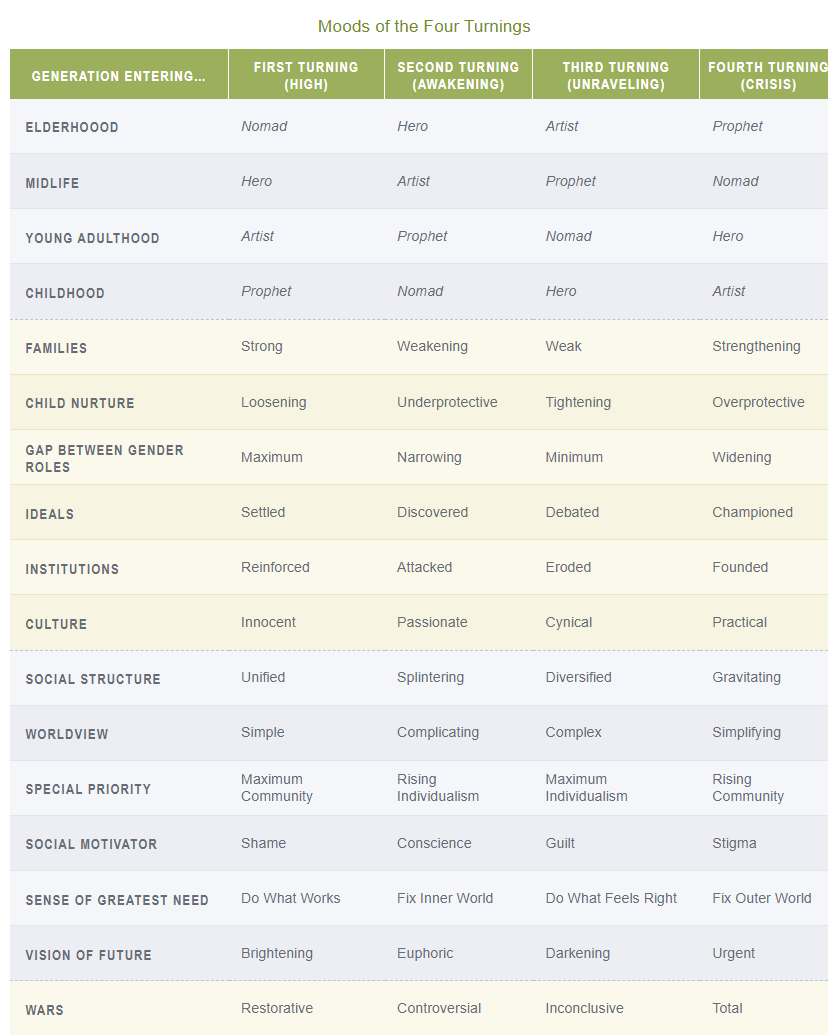 Moods of the Four Turnings
GENERATION ENTERING... FIRST TURNING (HIGH) SECOND TURNING (AWAKENING) THIRD TURNING (UNRAVELING) FOURTH TURNING (CRISIS)
ELDERHOOOD Nomad Hero Artist Prophet
MIDLIFE Hero Artist Prophet Nomad
YOUNG ADULTHOOD Artist Prophet Nomad Hero
CHILDHOOD Prophet Nomad Hero Artist
FAMILIES Strong Weakening Weak Strengthening
CHILD NURTURE Loosening Underprotective Tightening Overprotective
GAP BETWEEN GENDER ROLES Maximum Narrowing Minimum Widening
IDEALS Settled Discovered Debated Championed
INSTITUTIONS Reinforced Attacked Eroded Founded
CULTURE Innocent Passionate Cynical Practical
SOCIAL STRUCTURE Unified Splintering Diversified Gravitating
WORLDVIEW Simple Complicating Complex Simplifying
SPECIAL PRIORITY Maximum Community Rising Individualism Maximum Individualism Rising Community
SOCIAL MOTIVATOR Shame Conscience Guilt Stigma
SENSE OF GREATEST NEED Do What Works Fix Inner World Do What Feels Right Fix Outer World
VISION OF FUTURE Brightening Euphoric Darkening Urgent
WARS Restorative Controversial Inconclusive Total